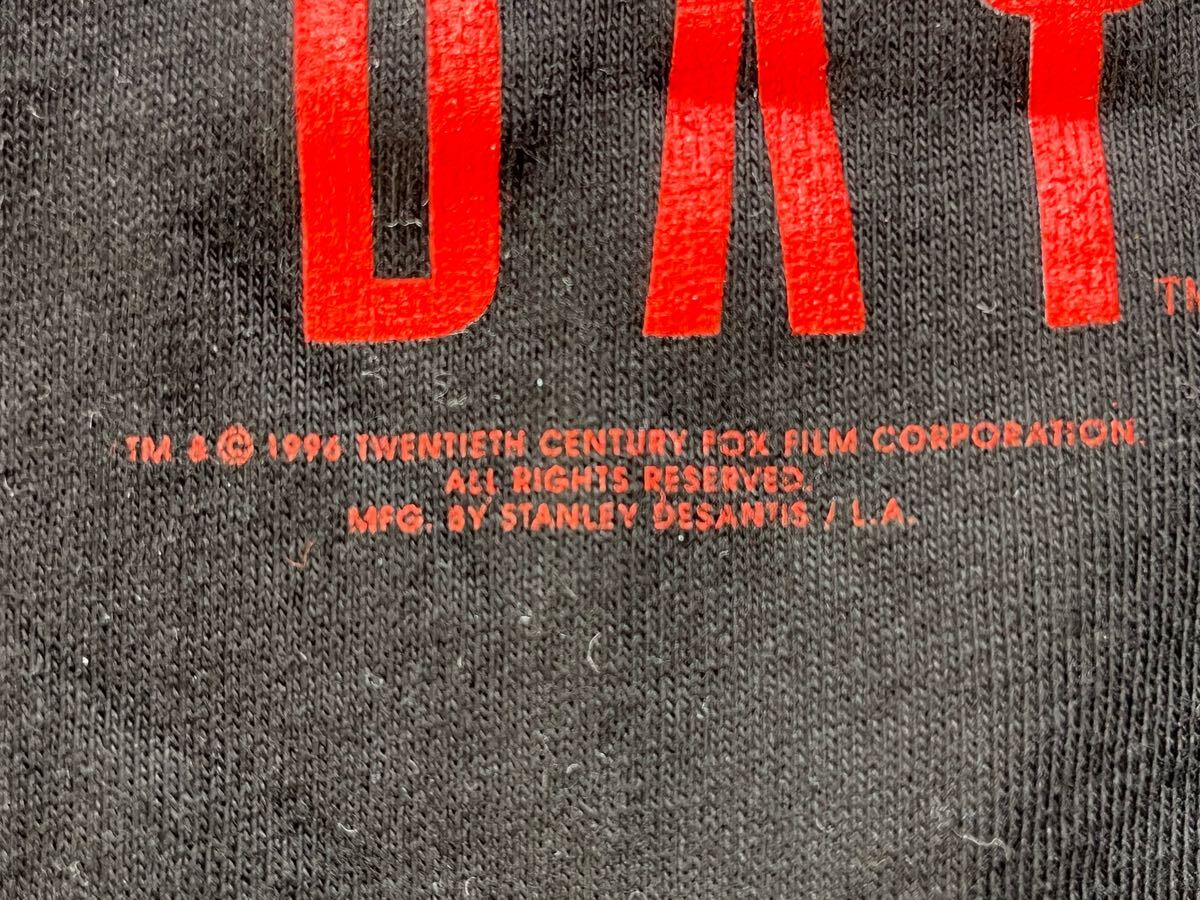 DAY
TM
TM & © 1996 TWENTIETH CENTURY FOX FILM CORPORATION.
ALL RIGHTS RESERVED.
MFG. BY STANLEY DESANTIS / L.A.